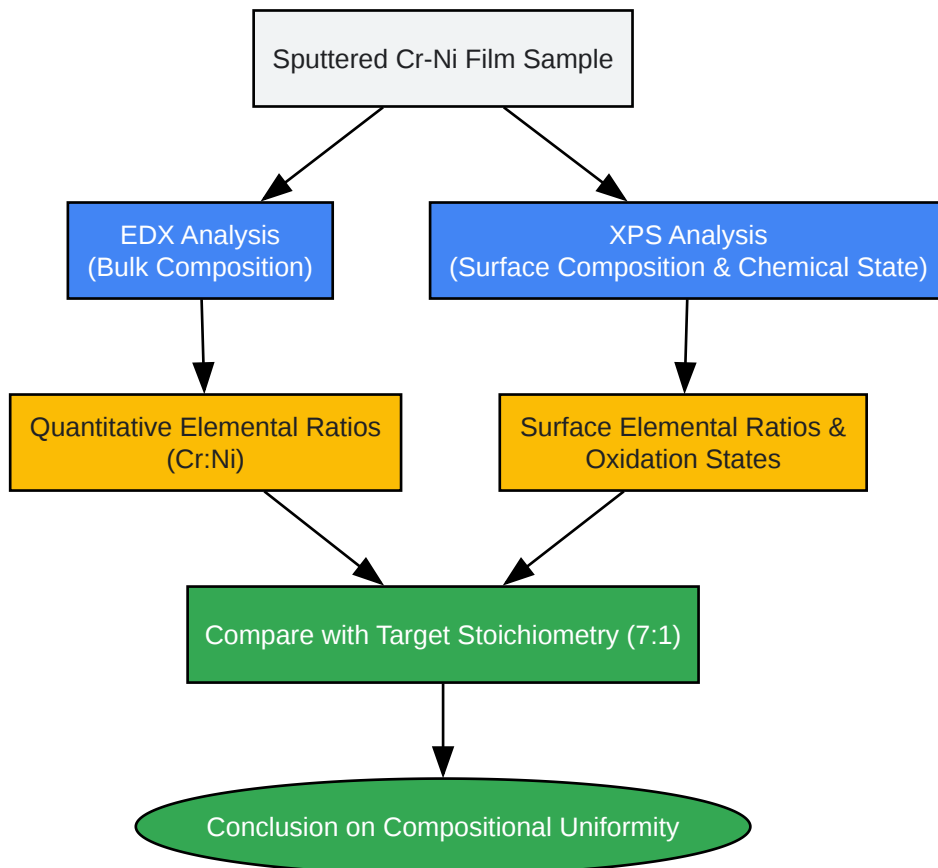 Sputtered Cr-Ni Film Sample
EDX Analysis
(Bulk Composition)
XPS Analysis
(Surface Composition & Chemical State)
Quantitative Elemental Ratios
(Cr:Ni)
Surface Elemental Ratios &
Oxidation States
Compare with Target Stoichiometry (7:1)
Conclusion on Compositional Uniformity